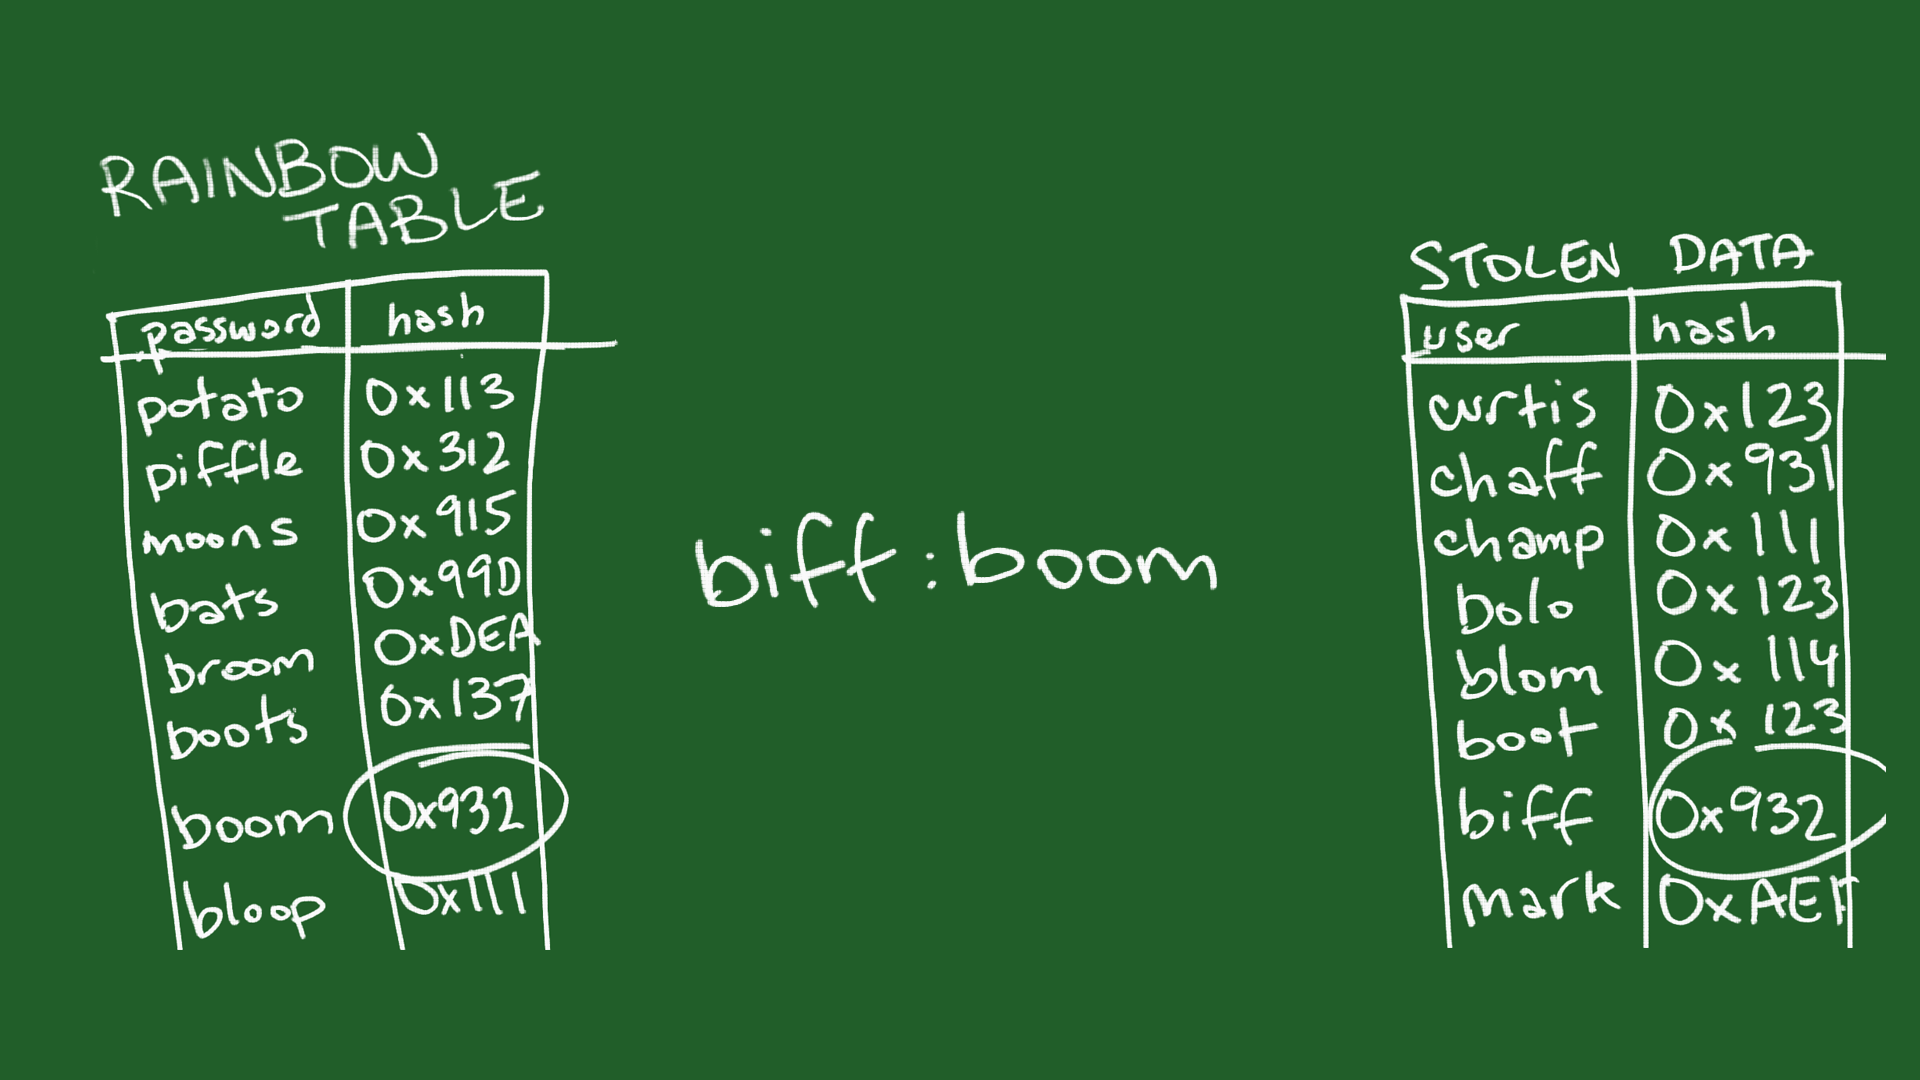 RAINBOW
TABLE
password hash
potato 0x113
piffle 0x312
moons 0x915
bats 0x99D
broom 0xDEA
boots 0x137
boom 0x932
bloop 0x111
biff:boom
STOLEN DATA
user hash
curtis 0x123
chaff 0x931
champ 0x111
bolo 0x123
blom 0x114
boot 0x123
biff 0x932
mark 0xAEF